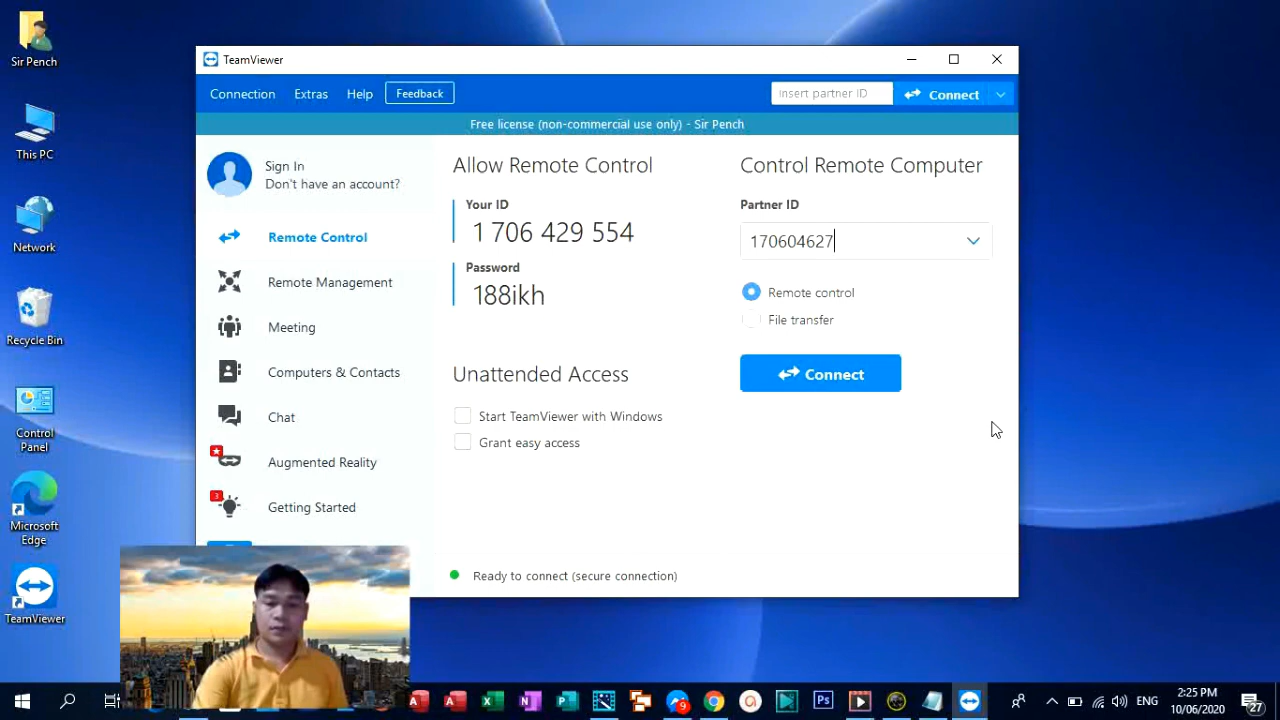 Sir Pench
This PC
Network
Recycle Bin
Control
Panel
Microsoft
Edge
TeamViewer
TeamViewer
Connection Extras Help Feedback
Insert partner ID Connect
Free license (non-commercial use only) - Sir Pench
Sign In
Don't have an account?
Remote Control
Remote Management
Meeting
Computers & Contacts
Chat
Augmented Reality
3
Getting Started
Allow Remote Control
Your ID
1 706 429 554
Password
188ikh
Unattended Access
Start TeamViewer with Windows
Grant easy access
Control Remote Computer
Partner ID
170604627
Remote control
File transfer
Connect
Ready to connect (secure connection)
9
Ps
ENG
2:25 PM
10/06/2020
27